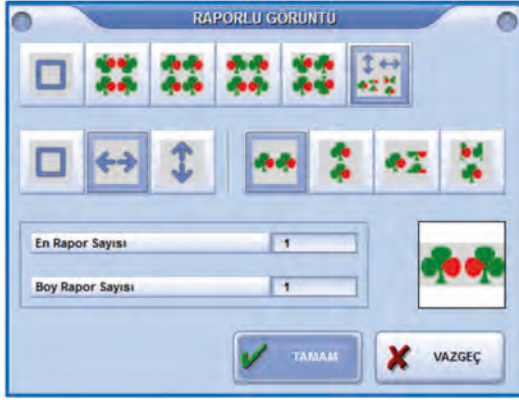 RAPORLU GÖRÜNTÜ
En Rapor Sayısı 1
Boy Rapor Sayısı 1
TAMAM VAZGEÇ